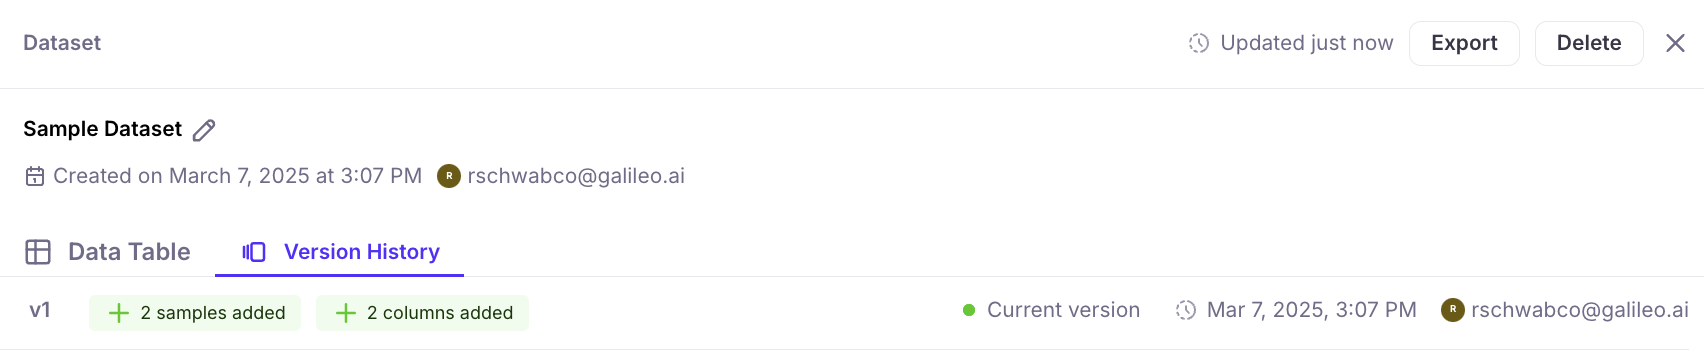 Dataset
Updated just now
Export
Delete
Sample Dataset
Created on March 7, 2025 at 3:07 PM R rschwabco@galileo.ai
Data Table
Version History
v1 2 samples added 2 columns added Current version Mar 7, 2025, 3:07 PM R rschwabco@galileo.ai